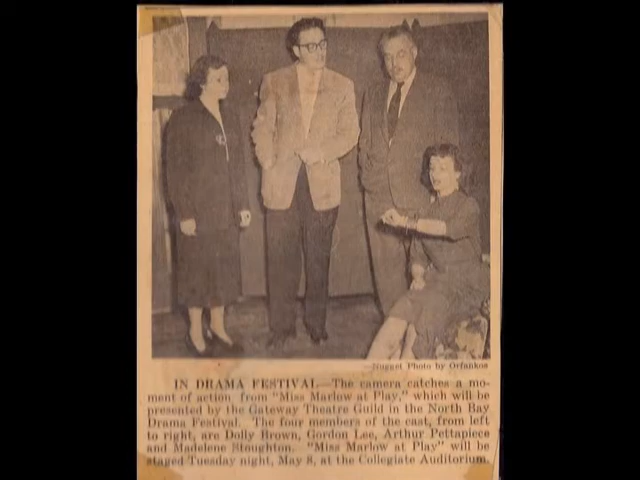 —Nugget Photo by Orfankos
IN DRAMA FESTIVAL—The camera catches a mo-
ment of action from "Miss Marlow at Play," which will be
presented by the Gateway Theatre Guild in the North Bay
Drama Festival. The four members of the cast, from left
to right, are Dolly Brown, Gordon Lee, Arthur Pettapiece
and Madelene Stoughton. "Miss Marlow at Play" will be
staged Tuesday night, May 8, at the Collegiate Auditorium.